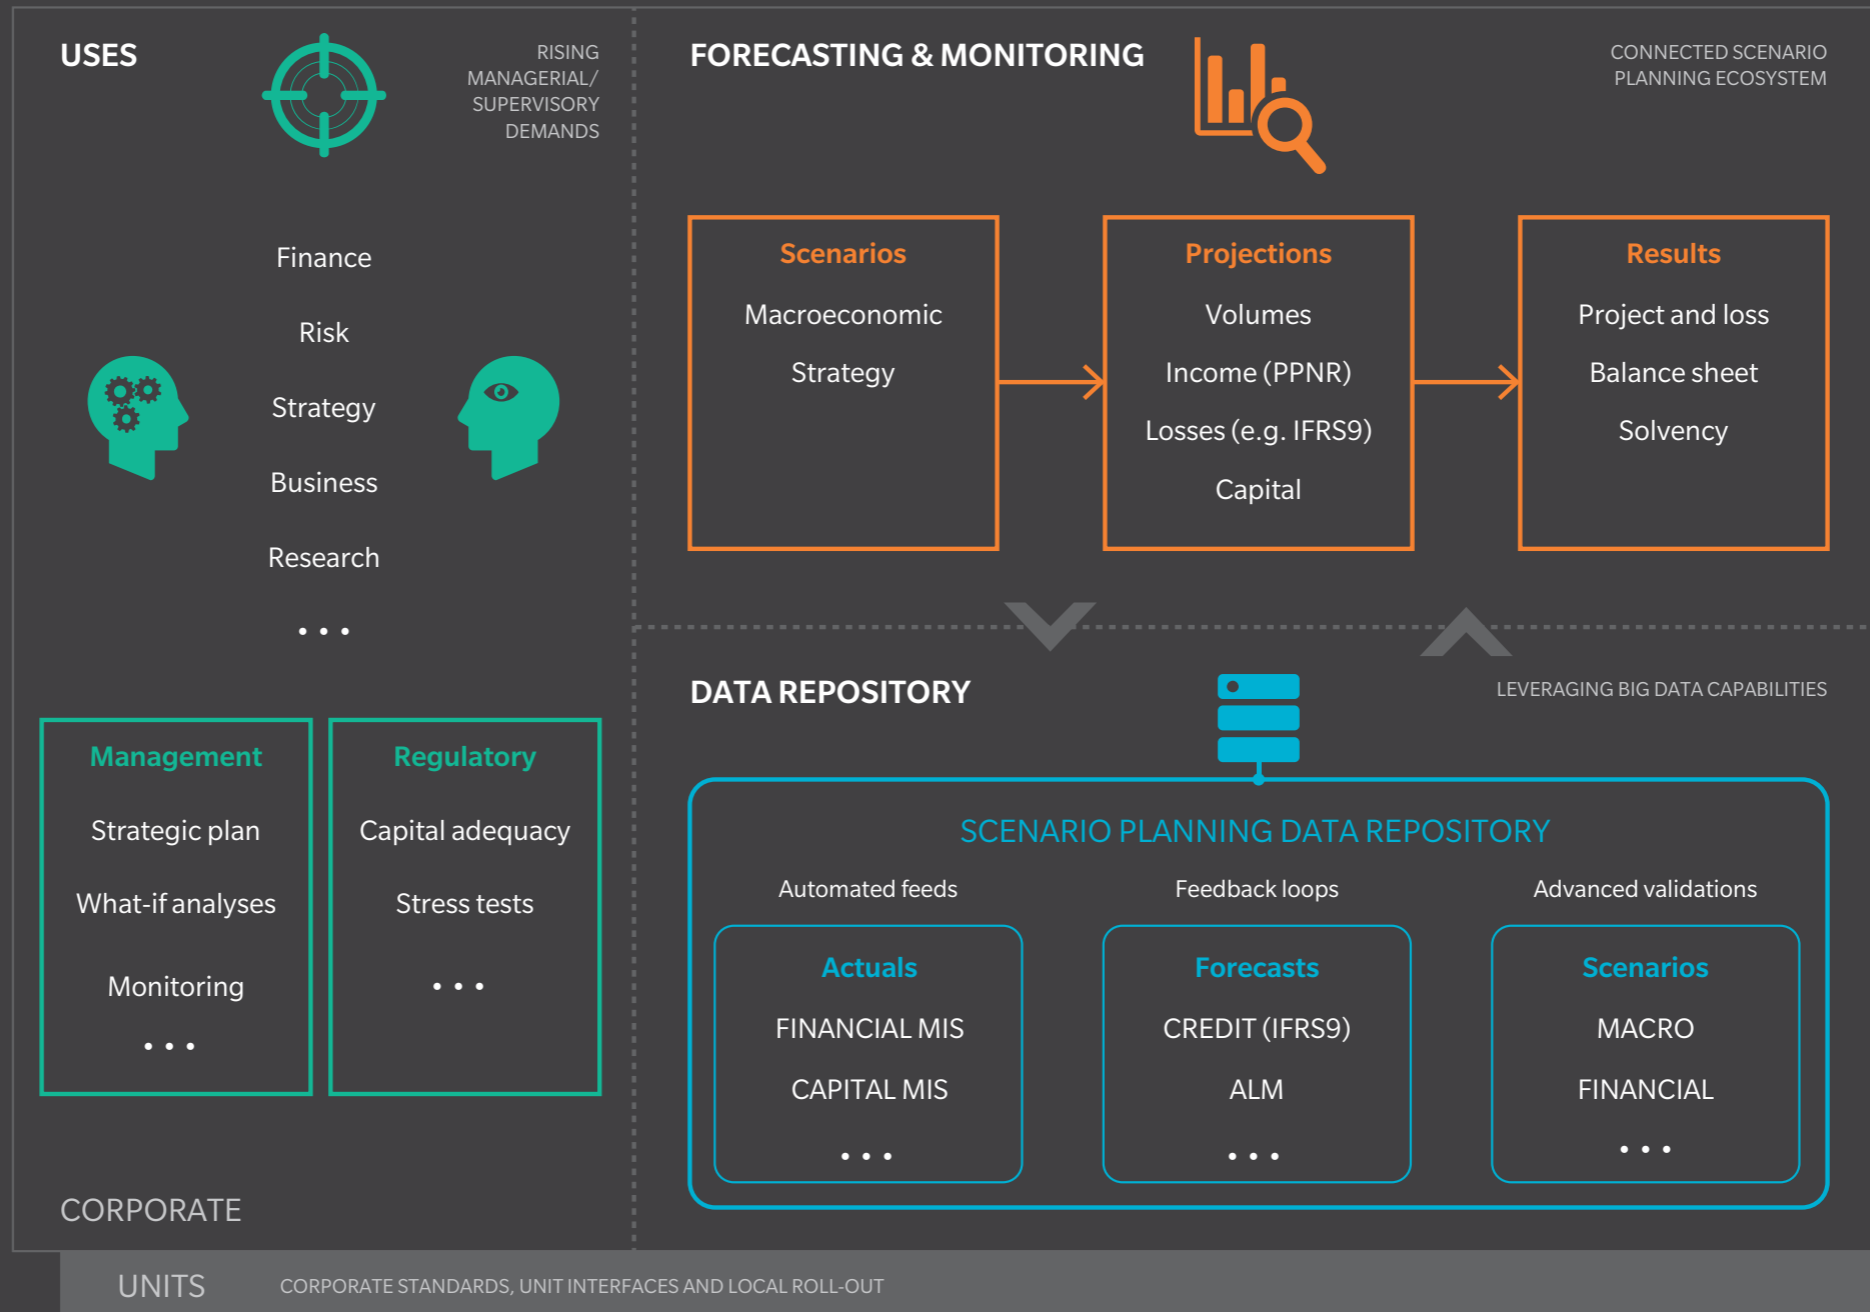 USES
RISING
MANAGERIAL/
SUPERVISORY
DEMANDS
Finance
Risk
Strategy
Business
Research
...
Management
Strategic plan
What-if analyses
Monitoring
...
Regulatory
Capital adequacy
Stress tests
...
CORPORATE
FORECASTING & MONITORING
CONNECTED SCENARIO
PLANNING ECOSYSTEM
Scenarios
Macroeconomic
Strategy
Projections
Volumes
Income (PPNR)
Losses (e.g. IFRS9)
Capital
Results
Project and loss
Balance sheet
Solvency
DATA REPOSITORY
LEVERAGING BIG DATA CAPABILITIES
SCENARIO PLANNING DATA REPOSITORY
Automated feeds
Actuals
FINANCIAL MIS
CAPITAL MIS
...
Feedback loops
Forecasts
CREDIT (IFRS9)
ALM
...
Advanced validations
Scenarios
MACRO
FINANCIAL
...
UNITS
CORPORATE STANDARDS, UNIT INTERFACES AND LOCAL ROLL-OUT